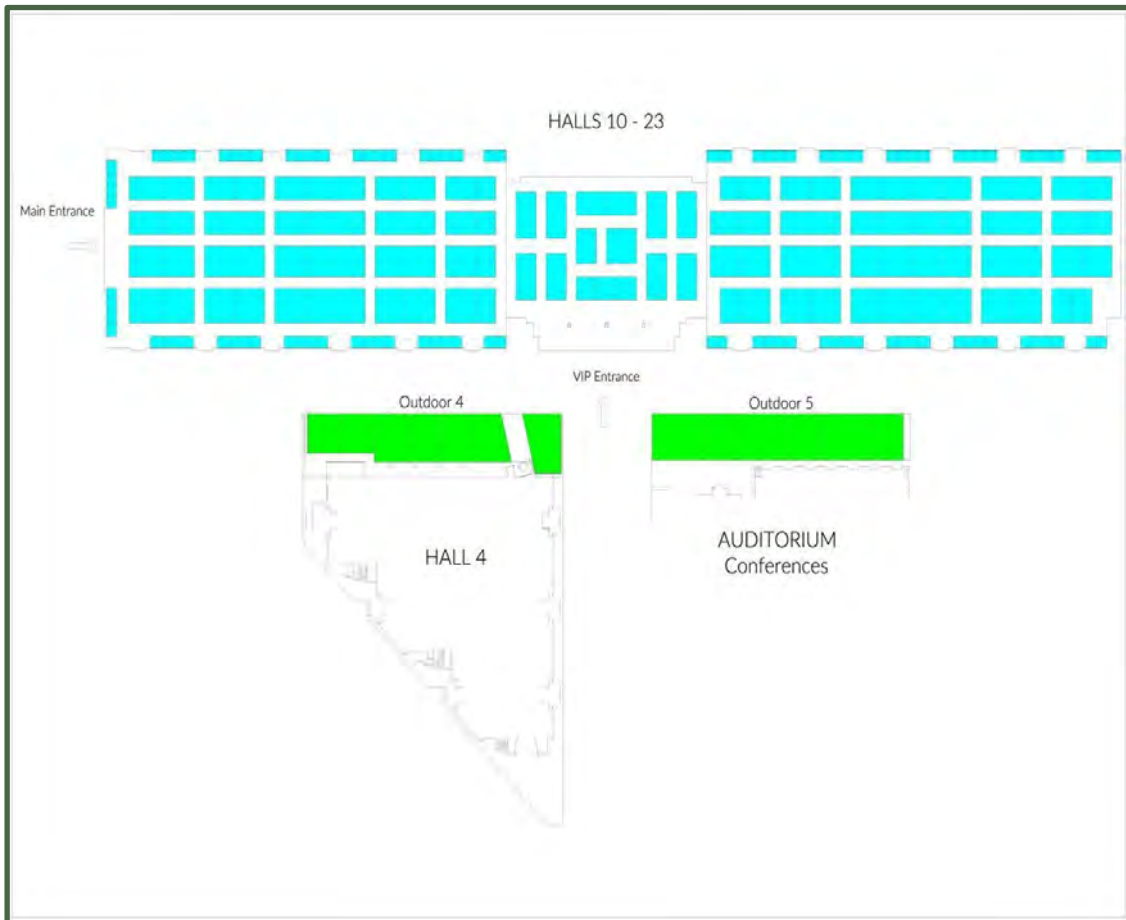 HALLS 10 - 23
Main Entrance
VIP Entrance
Outdoor 4
Outdoor 5
HALL 4
AUDITORIUM
Conferences